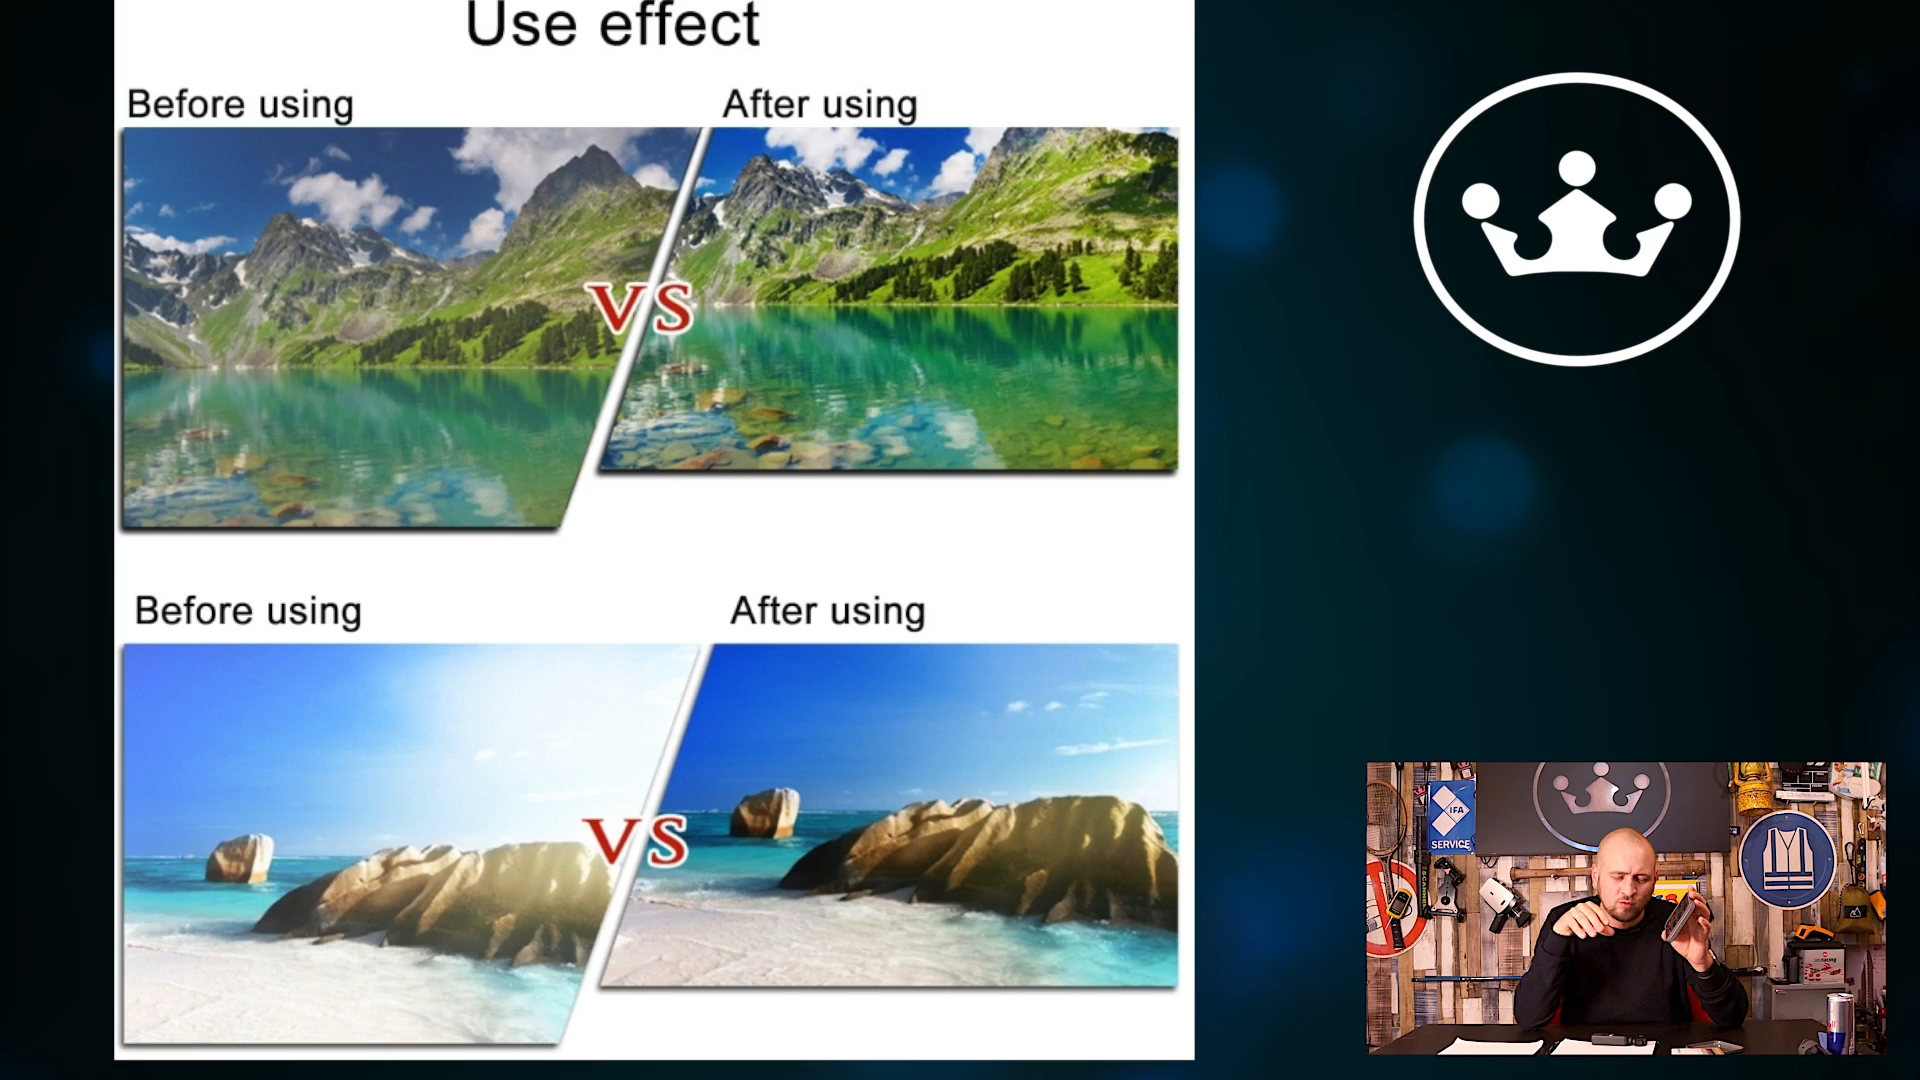 Use effect
Before using
After using
VS
Before using
After using
VS
IFA
SERVICE